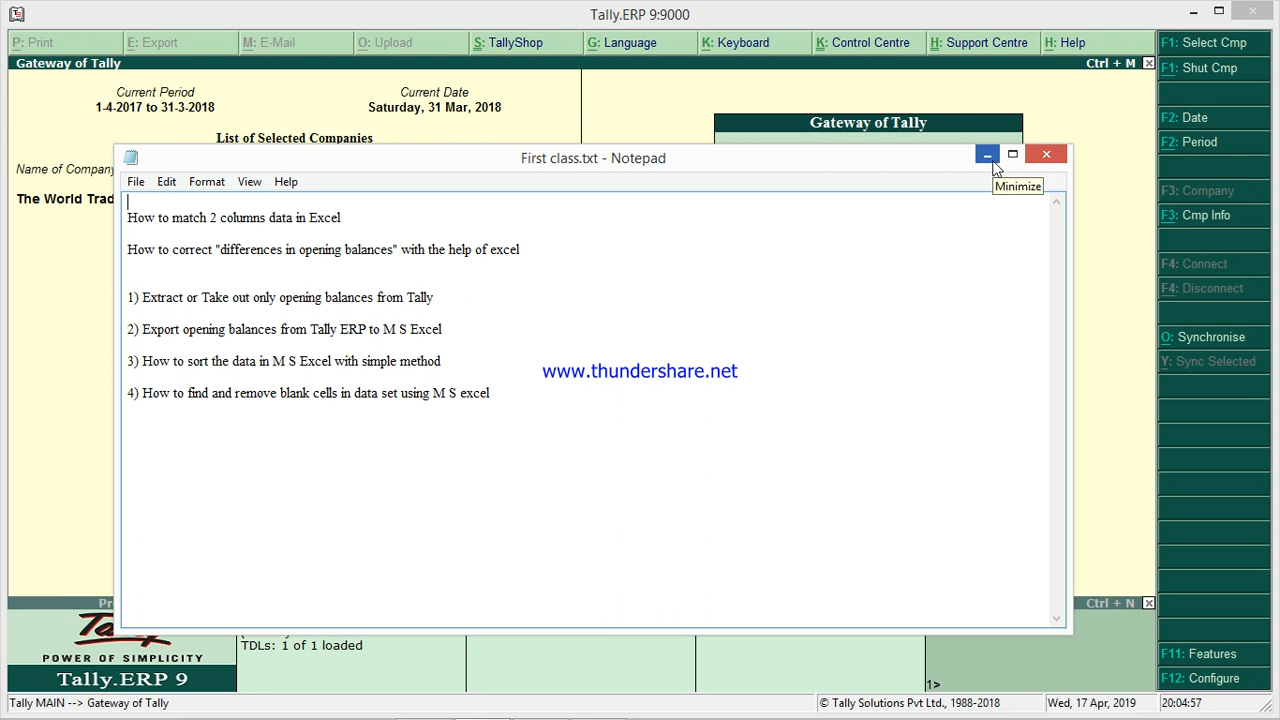 Tally.ERP 9:9000
P: Print
E: Export
M: E-Mail
O: Upload
S: TallyShop
G: Language
K: Keyboard
K: Control Centre
H: Support Centre
H: Help
F1: Select Cmp
Gateway of Tally
Ctrl + M
F1: Shut Cmp
Current Period
1-4-2017 to 31-3-2018
Current Date
Saturday, 31 Mar, 2018
List of Selected Companies
Name of Company
The World Trad
Gateway of Tally
F2: Date
F2: Period
F3: Company
F3: Cmp Info
F4: Connect
F4: Disconnect
O: Synchronise
Y: Sync Selected
F11: Features
F12: Configure
First class.txt - Notepad
Minimize
File Edit Format View Help
How to match 2 columns data in Excel
How to correct "differences in opening balances" with the help of excel
1) Extract or Take out only opening balances from Tally
2) Export opening balances from Tally ERP to M S Excel
3) How to sort the data in M S Excel with simple method
www.thundershare.net
4) How to find and remove blank cells in data set using M S excel
Ctrl + N
Tally
POWER OF SIMPLICITY
Tally.ERP 9
TDLs: 1 of 1 loaded
1>
Tally MAIN --> Gateway of Tally
© Tally Solutions Pvt Ltd., 1988-2018
Wed, 17 Apr, 2019
20:04:57